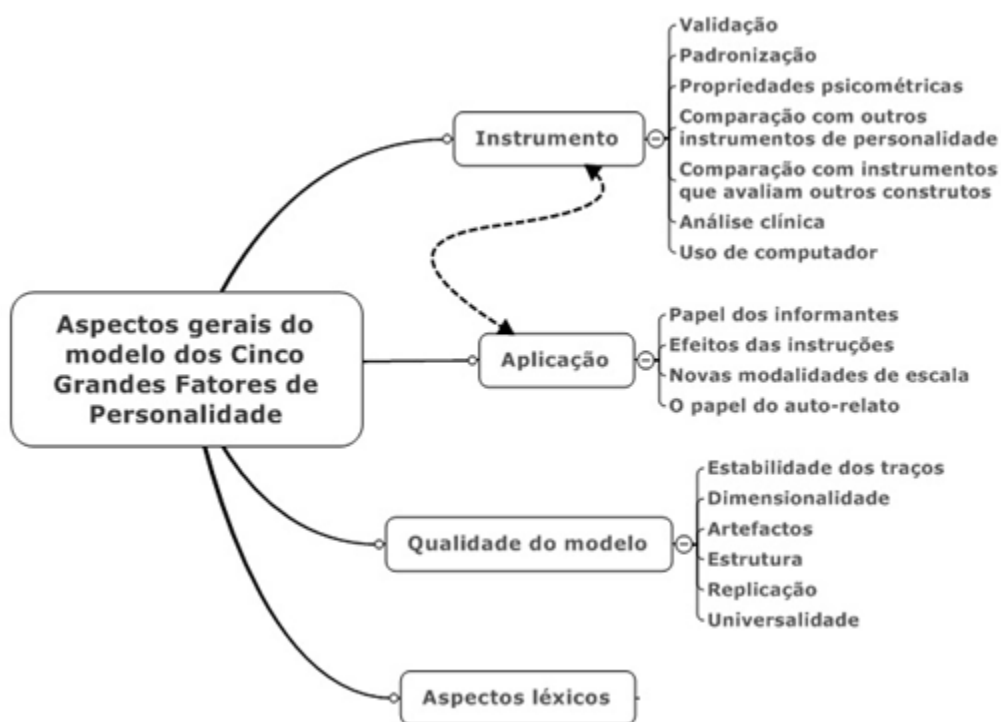 Aspectos gerais do
modelo dos Cinco
Grandes Fatores de
Personalidade
Instrumento
Validação
Padronização
Propriedades psicométricas
Comparação com outros
instrumentos de personalidade
Comparação com instrumentos
que avaliam outros construtos
Análise clínica
Uso de computador
Aplicação
Papel dos informantes
Efeitos das instruções
Novas modalidades de escala
O papel do auto-relato
Qualidade do modelo
Estabilidade dos traços
Dimensionalidade
Artefactos
Estrutura
Replicação
Universalidade
Aspectos léxicos